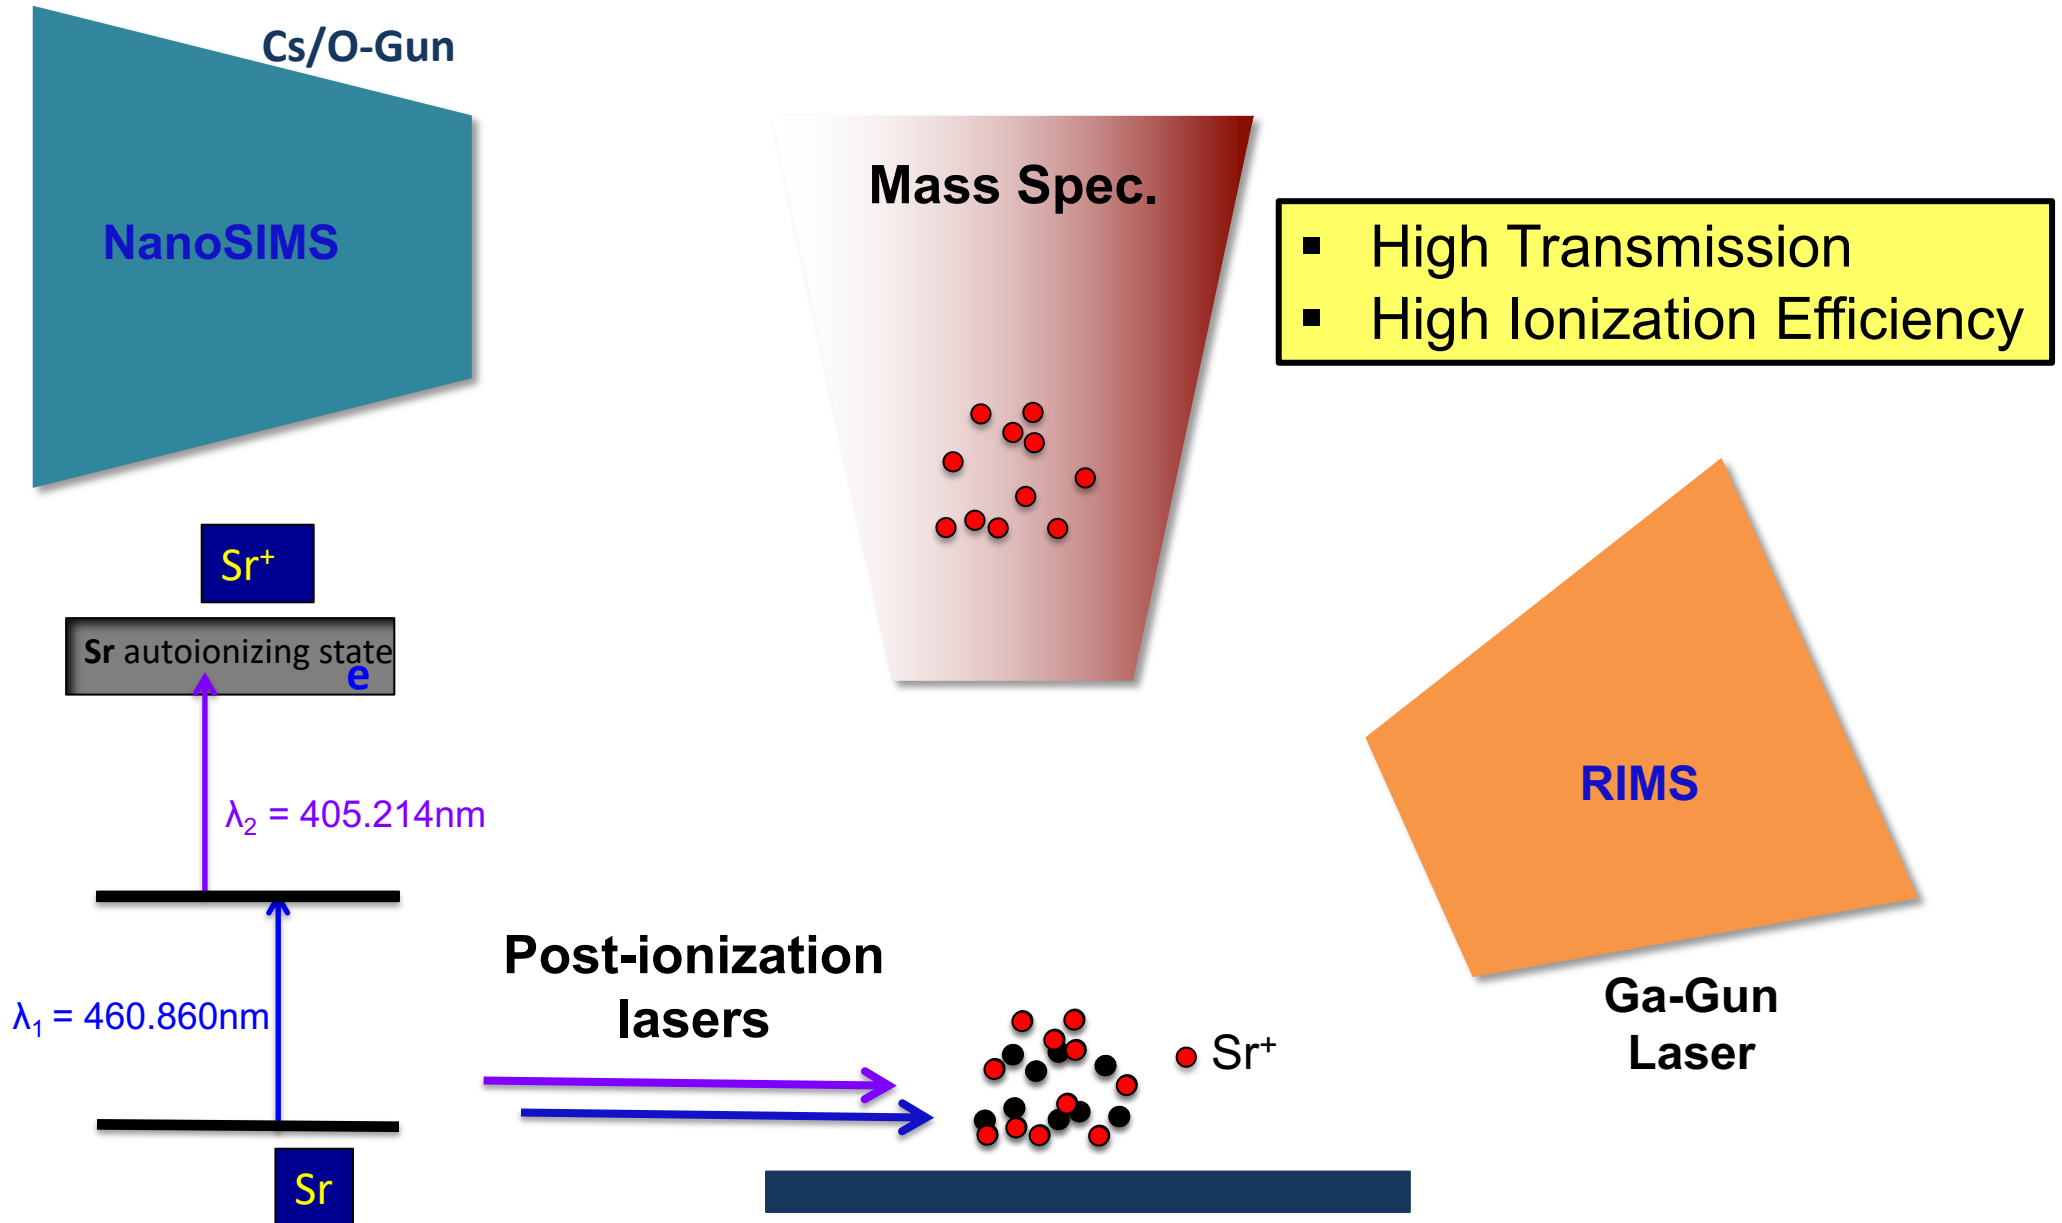 Cs/O-Gun
NanoSIMS
Mass Spec.
▪ High Transmission
▪ High Ionization Efficiency
Sr⁺
Sr autoionizing state
e
λ₂ = 405.214nm
λ₁ = 460.860nm
Sr
Post-ionization
lasers
Sr⁺
RIMS
Ga-Gun
Laser